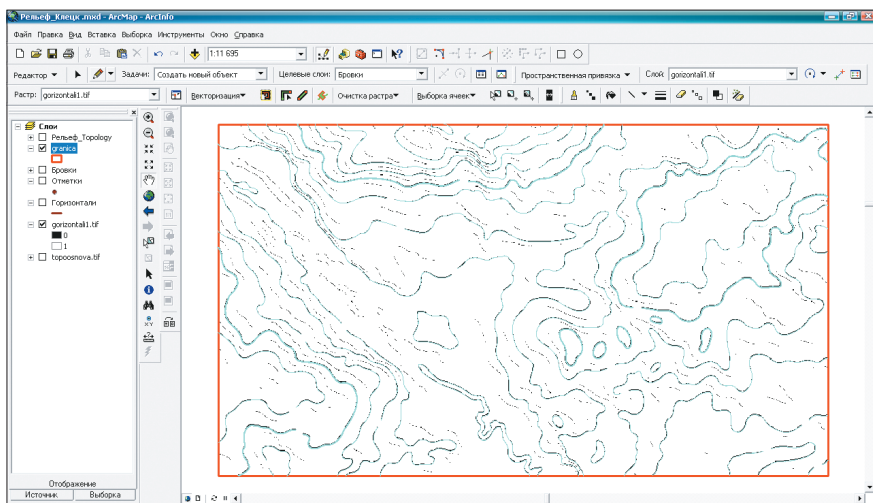 Рельеф_Клецк .mxd - ArcMap - ArcInfo
Файл Правка Вид Вставка Выборка Инструменты Окно Справка
1:11 695
Редактор Задачи: Создать новый объект Целевые слои: Бровки Пространственная привязка Слой: gorizontali1.tif
Растр: gorizontali1.tif Векторизация Очистка растра Выборка ячеек
Слои
Рельеф_Topology
granica
Бровки
Отметки
Горизонтали
gorizontali1.tif
0
1
topoosnova.tif
XY
Отображение
Источник Выборка